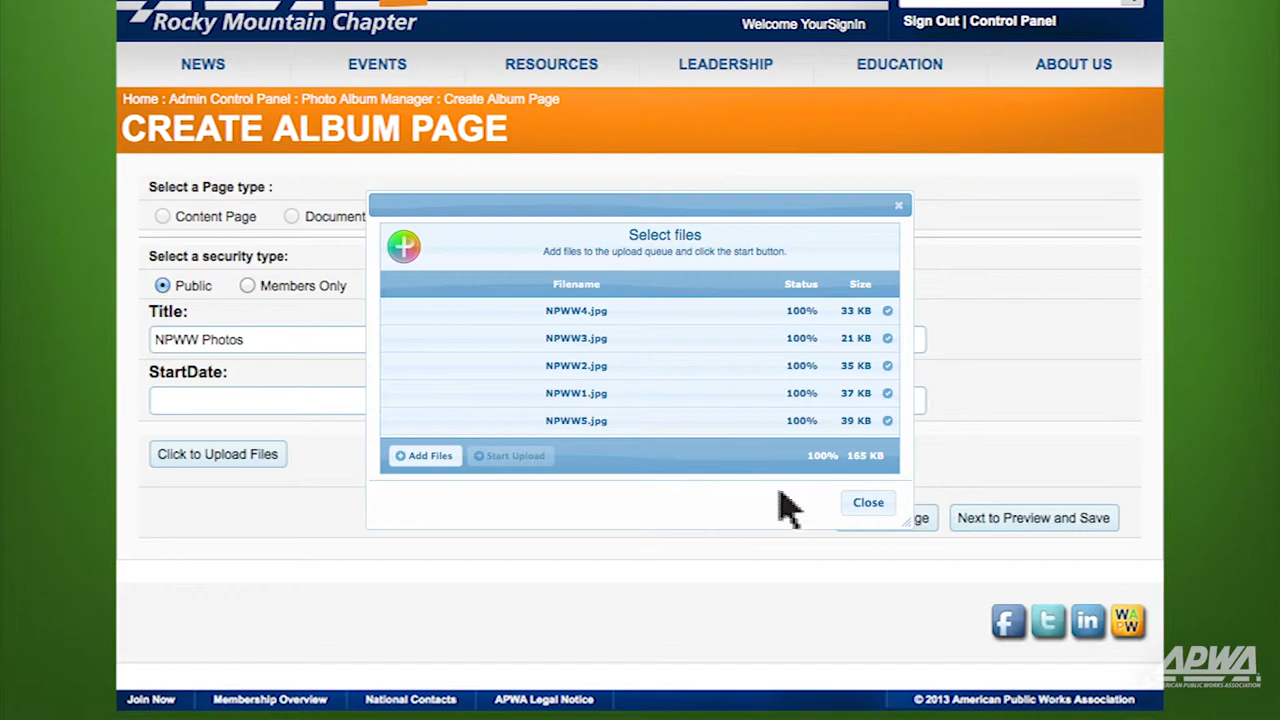 Rocky Mountain Chapter
Welcome YourSignIn
Sign Out | Control Panel
NEWS EVENTS RESOURCES LEADERSHIP EDUCATION ABOUT US
Home : Admin Control Panel : Photo Album Manager : Create Album Page
CREATE ALBUM PAGE
Select a Page type :
Content Page Document
Select a security type:
Public Members Only
Title:
NPWW Photos
StartDate:
Click to Upload Files
Select files
Add files to the upload queue and click the start button.
Filename Status Size
NPWW4.jpg 100% 33 KB
NPWW3.jpg 100% 21 KB
NPWW2.jpg 100% 35 KB
NPWW1.jpg 100% 37 KB
NPWW5.jpg 100% 39 KB
Add Files Start Upload 100% 165 KB
Close
ge Next to Preview and Save
f t in WAPW
APWA
AMERICAN PUBLIC WORKS ASSOCIATION
Join Now Membership Overview National Contacts APWA Legal Notice © 2013 American Public Works Association